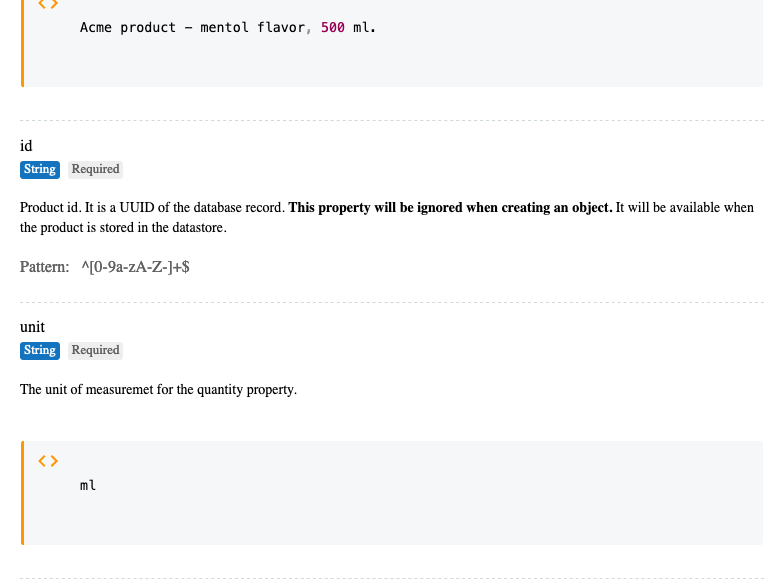 <>
Acme product – mentol flavor, 500 ml.
id
String Required
Product id. It is a UUID of the database record. This property will be ignored when creating an object. It will be available when
the product is stored in the datastore.
Pattern: ^[0-9a-zA-Z-]+$
unit
String Required
The unit of measuremet for the quantity property.
<>
ml